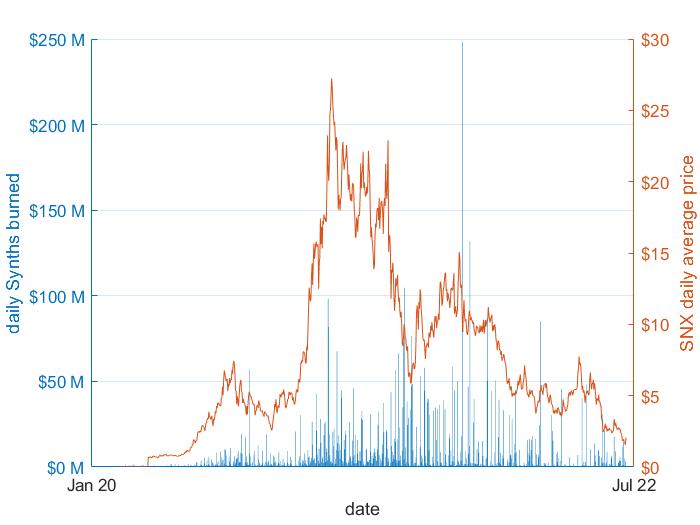 $250 M
$200 M
$150 M
$100 M
$50 M
$0 M
daily Synths burned
$30
$25
$20
$15
$10
$5
$0
SNX daily average price
Jan 20
Jul 22
date